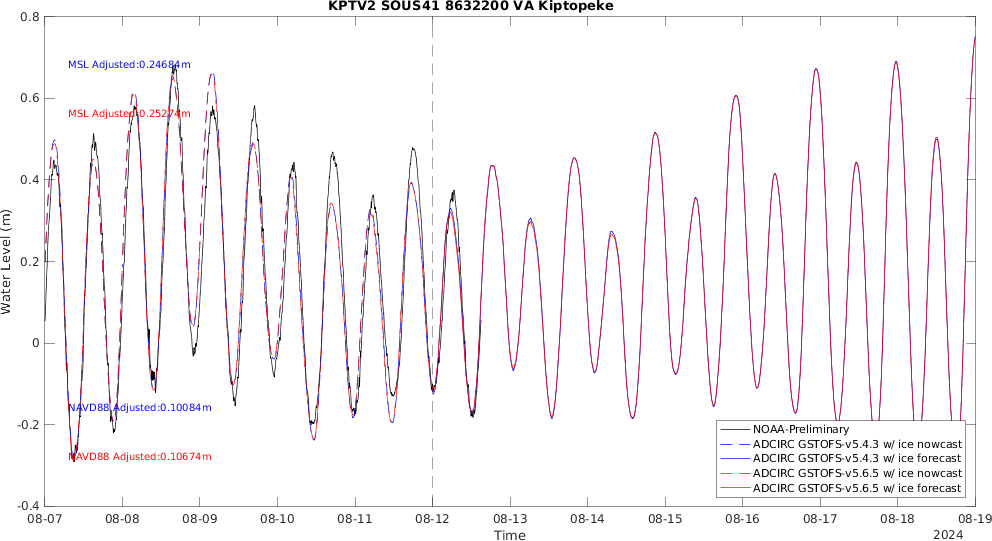 KPTV2 SOUS41 8632200 VA Kiptopeke
0.8
0.6
0.4
0.2
0
-0.2
-0.4
Water Level (m)
MSL Adjusted:0.24684m
MSL Adjusted:0.25274m
NAVD88 Adjusted:0.10084m
NAVD88 Adjusted:0.10674m
NOAA-Preliminary
ADCIRC GSTOFS-v5.4.3 w/ ice nowcast
ADCIRC GSTOFS-v5.4.3 w/ ice forecast
ADCIRC GSTOFS-v5.6.5 w/ ice nowcast
ADCIRC GSTOFS-v5.6.5 w/ ice forecast
08-07 08-08 08-09 08-10 08-11 08-12 08-13 08-14 08-15 08-16 08-17 08-18 08-19
Time
2024